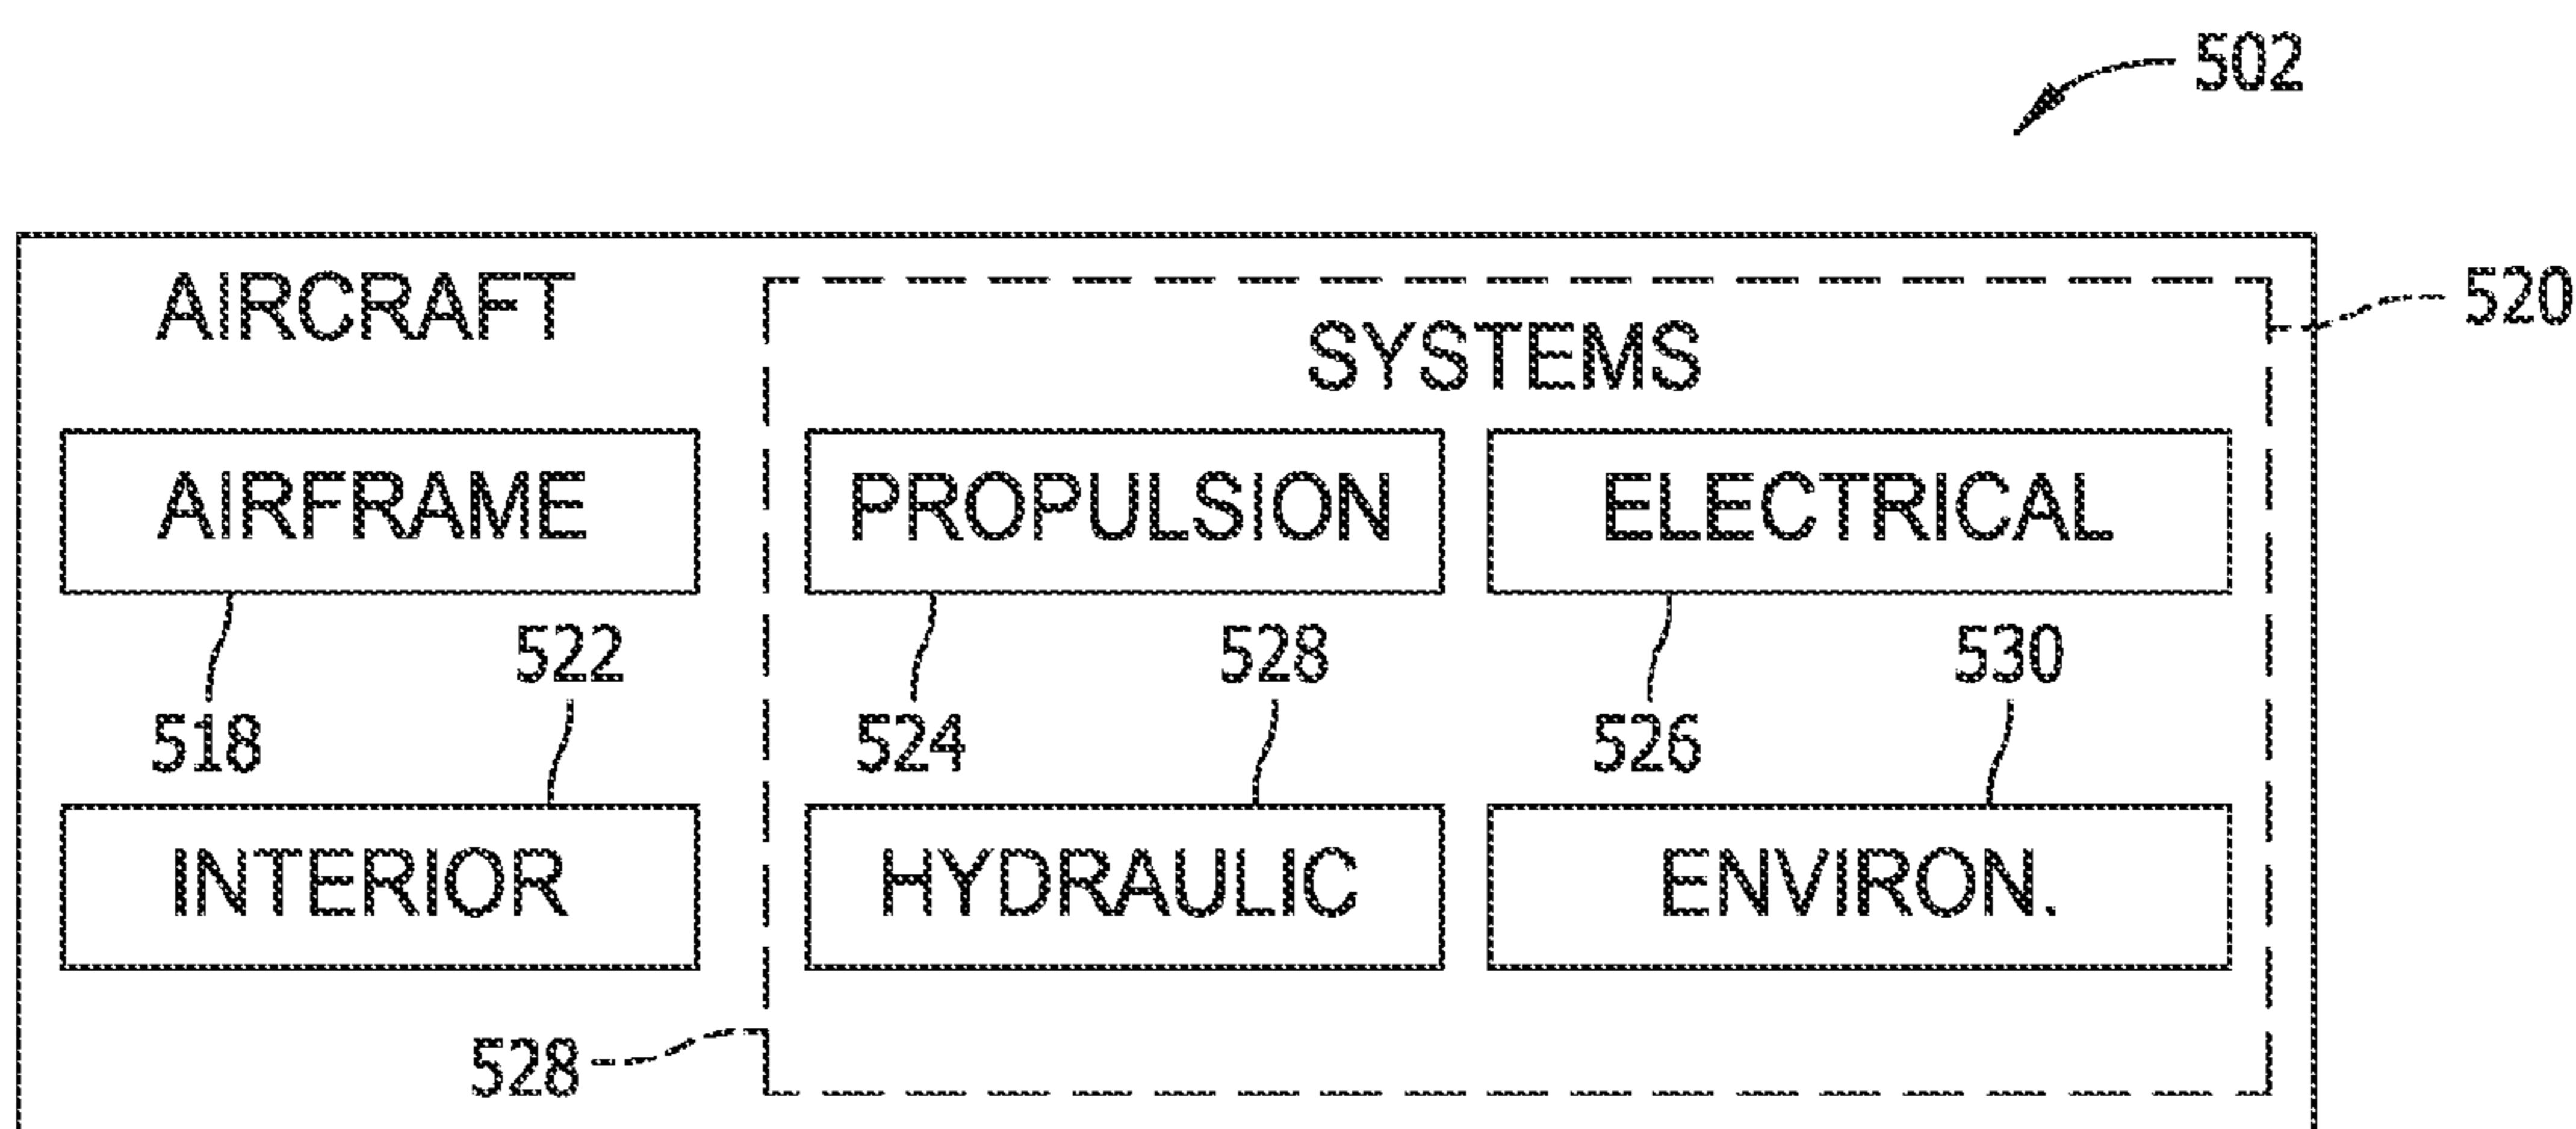 502
AIRCRAFT
SYSTEMS
520
AIRFRAME
PROPULSION
ELECTRICAL
522
528
530
518
524
526
INTERIOR
HYDRAULIC
ENVIRON.
528